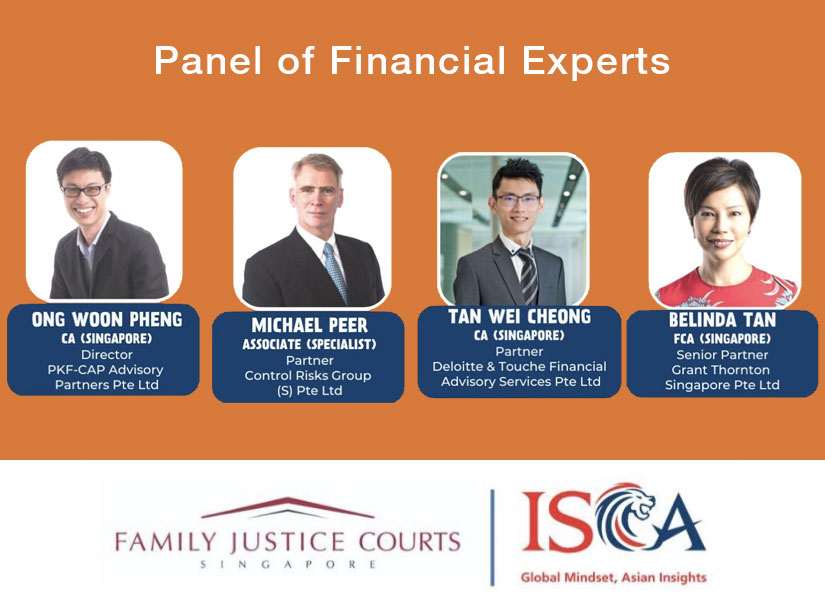 Panel of Financial Experts
ONG WOON PHENG
CA (SINGAPORE)
Director
PKF-CAP Advisory
Partners Pte Ltd
MICHAEL PEER
ASSOCIATE (SPECIALIST)
Partner
Control Risks Group
(S) Pte Ltd
TAN WEI CHEONG
CA (SINGAPORE)
Partner
Deloitte & Touche Financial
Advisory Services Pte Ltd
BELINDA TAN
FCA (SINGAPORE)
Senior Partner
Grant Thornton
Singapore Pte Ltd
FAMILY JUSTICE COURTS
SINGAPORE
ISCA
Global Mindset, Asian Insights